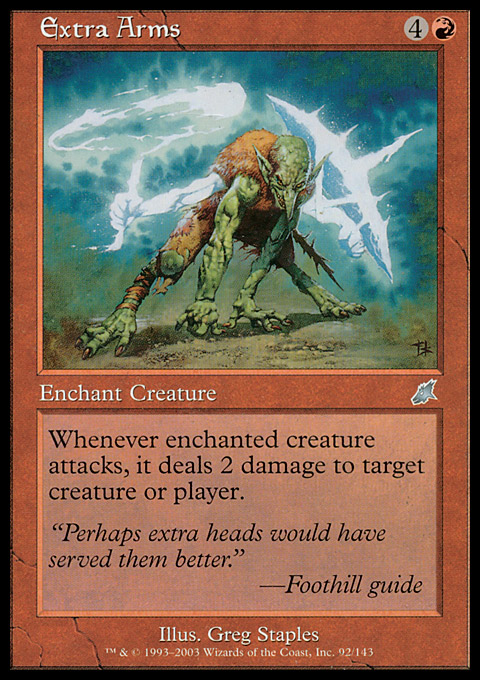 Extra Arms 4
Enchant Creature
Whenever enchanted creature
attacks, it deals 2 damage to target
creature or player.
“Perhaps extra heads would have
served them better.”
—Foothill guide
Illus. Greg Staples
™ & © 1993–2003 Wizards of the Coast, Inc. 92/143